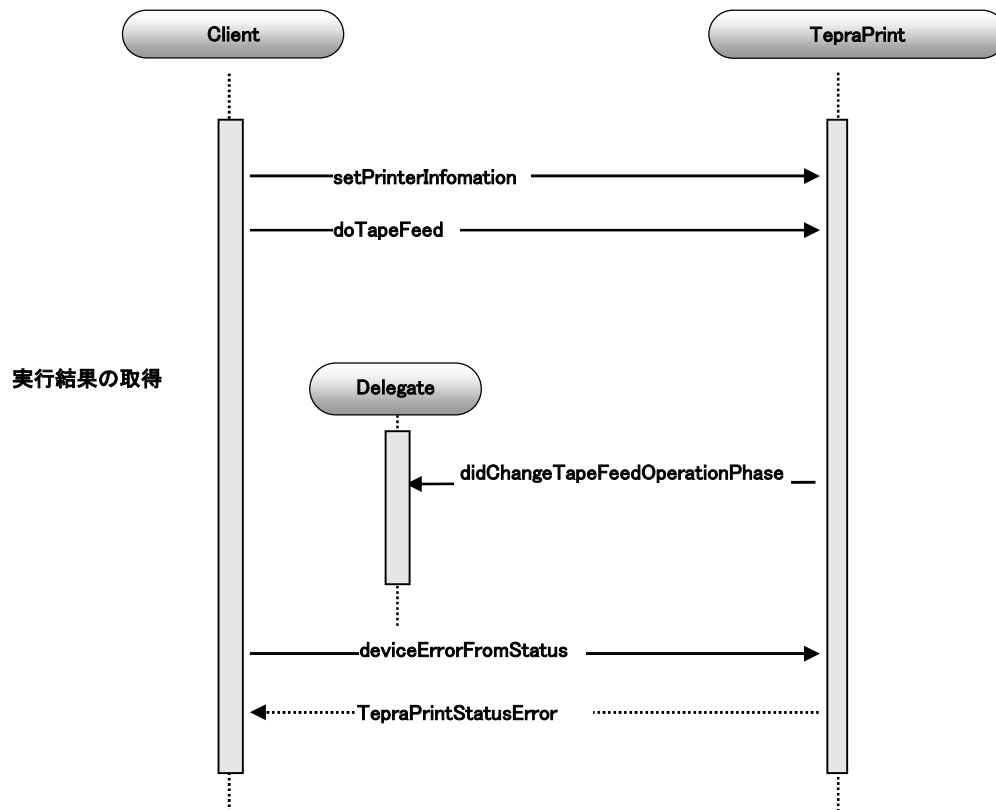 Client
TepraPrint
setPrinterInfomation
doTapeFeed
実行結果の取得
Delegate
didChangeTapeFeedOperationPhase
deviceErrorFromStatus
TepraPrintStatusError